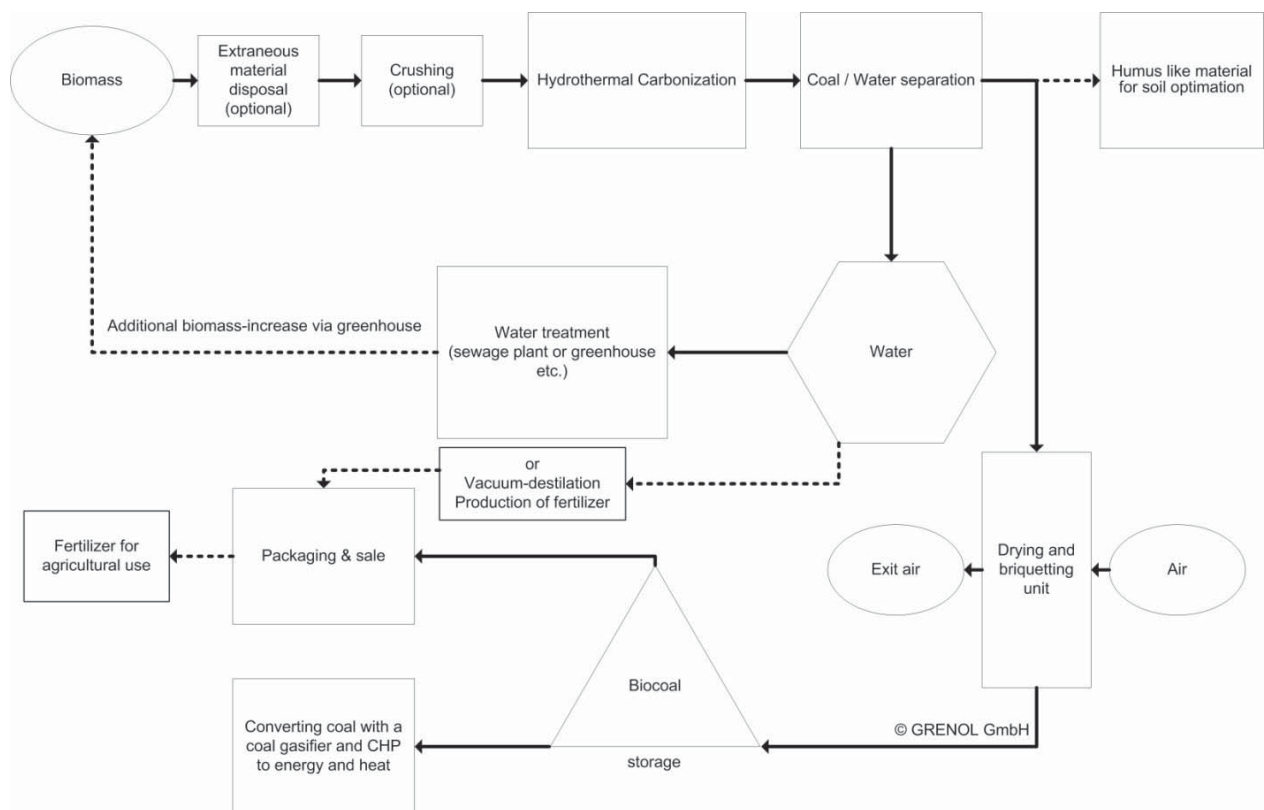 Biomass
Extraneous
material
disposal
(optional)
Crushing
(optional)
Hydrothermal Carbonization
Coal / Water separation
Humus like material
for soil optimation
Additional biomass-increase via greenhouse
Water treatment
(sewage plant or greenhouse
etc.)
Water
or
Vacuum-destilation
Production of fertilizer
Fertilizer for
agricultural use
Packaging & sale
Exit air
Drying and
briquetting
unit
Air
Biocoal
storage
Converting coal with a
coal gasifier and CHP
to energy and heat
© GRENOL GmbH